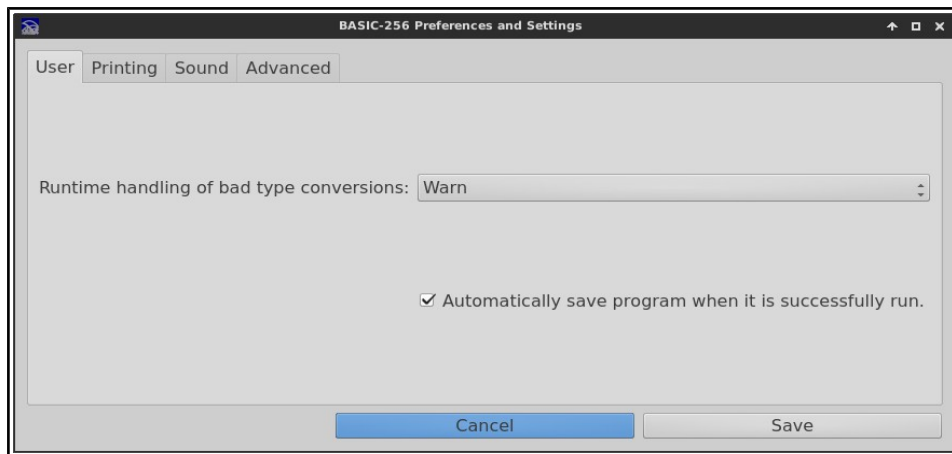 BASIC-256 Preferences and Settings
User Printing Sound Advanced
Runtime handling of bad type conversions: Warn
Automatically save program when it is successfully run.
Cancel Save